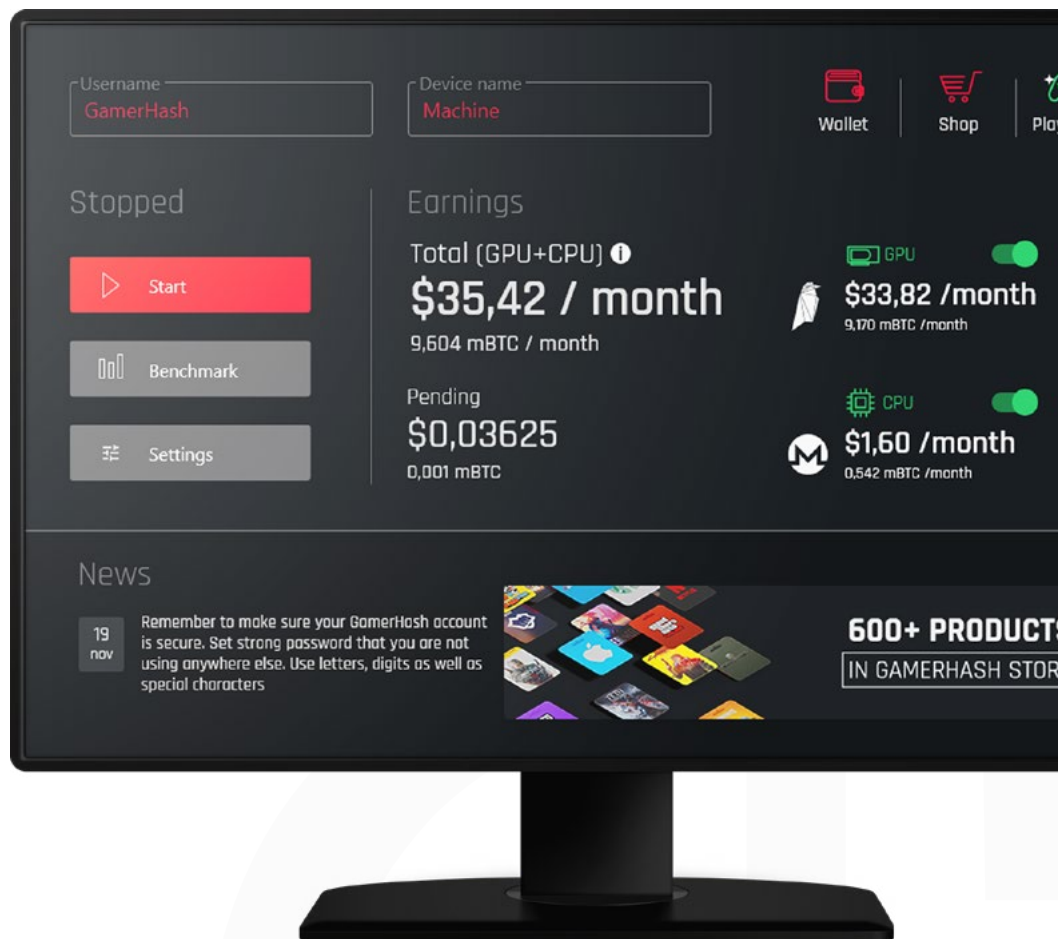 Username
GamerHash
Device name
Machine
Wallet
Shop
Play
Stopped
Start
Benchmark
Settings
Earnings
Total (GPU+CPU)
$35,42 / month
9,604 mBTC / month
Pending
$0,03625
0,001 mBTC
GPU
$33,82 /month
9,170 mBTC /month
CPU
$1,60 /month
0,542 mBTC /month
News
19
nov
Remember to make sure your GamerHash account
is secure. Set strong password that you are not
using anywhere else. Use letters, digits as well as
special characters
600+ PRODUCTS
IN GAMERHASH STOR